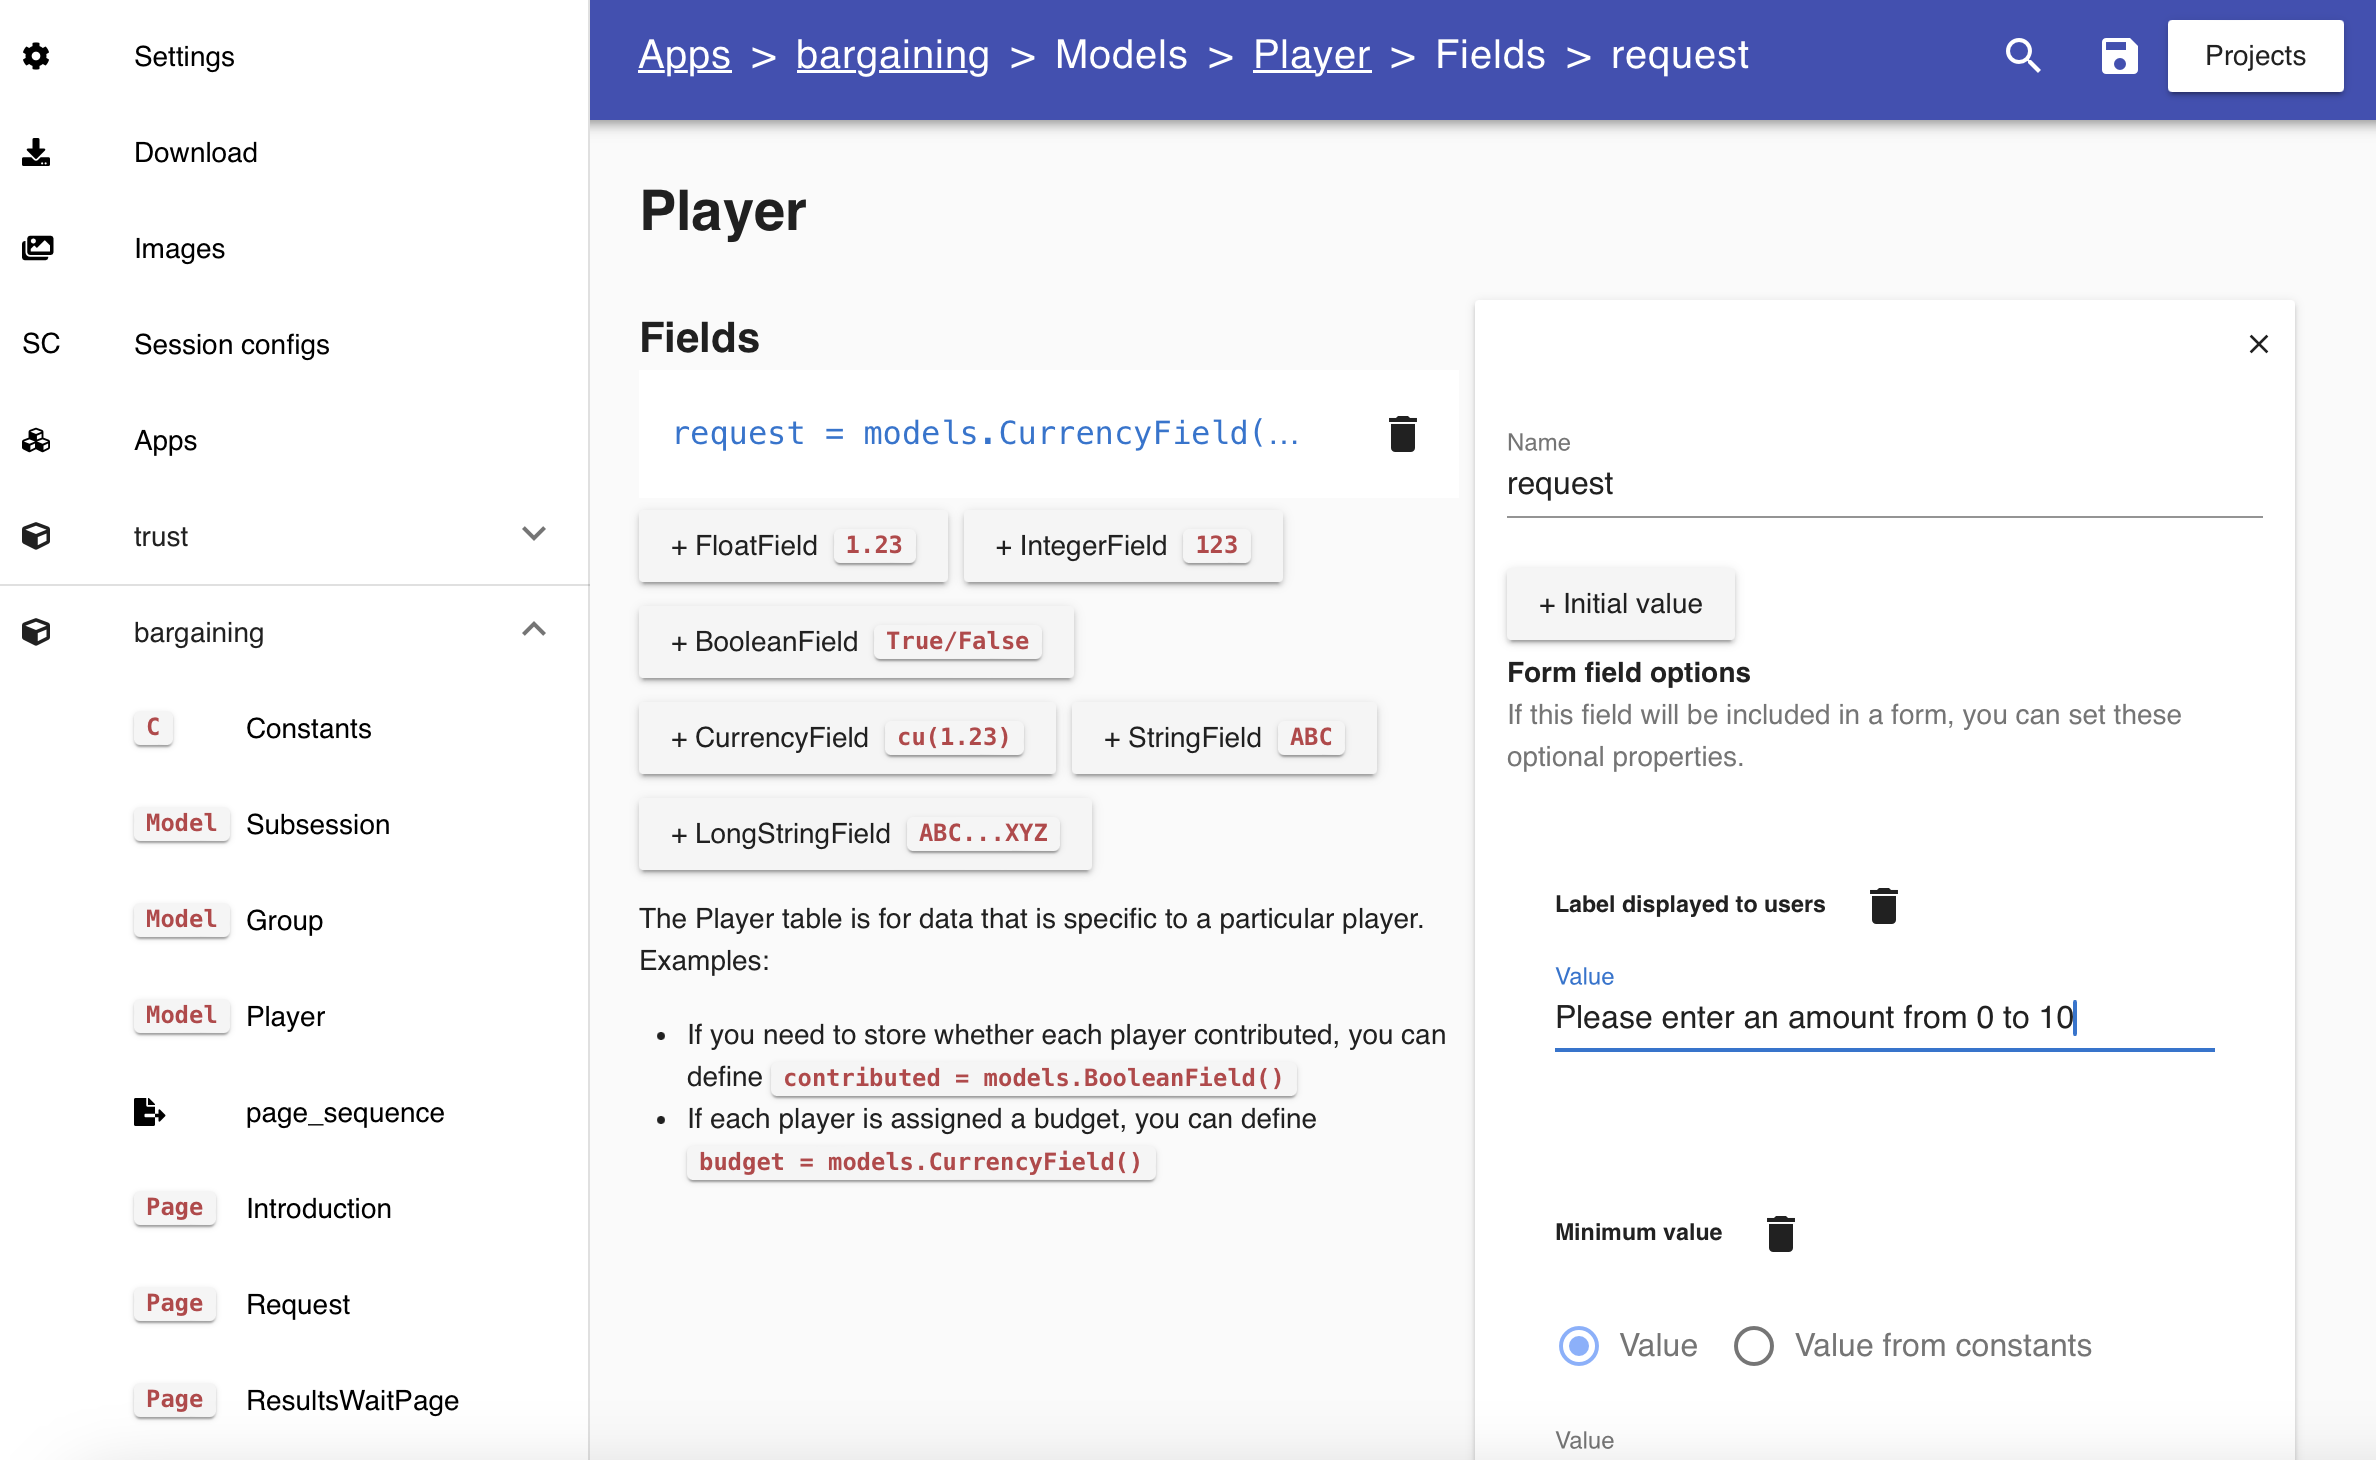 Settings
Download
Images
SC Session configs
Apps
trust
bargaining
C Constants
Model Subsession
Model Group
Model Player
page_sequence
Page Introduction
Page Request
Page ResultsWaitPage
Apps > bargaining > Models > Player > Fields > request
Projects
Player
Fields
request = models.CurrencyField(...
+ FloatField 1.23
+ IntegerField 123
+ BooleanField True/False
+ CurrencyField cu(1.23)
+ StringField ABC
+ LongStringField ABC...XYZ
The Player table is for data that is specific to a particular player.
Examples:
• If you need to store whether each player contributed, you can
define contributed = models.BooleanField()
• If each player is assigned a budget, you can define
budget = models.CurrencyField()
Name
request
+ Initial value
Form field options
If this field will be included in a form, you can set these
optional properties.
Label displayed to users
Value
Please enter an amount from 0 to 10
Minimum value
Value Value from constants
Value